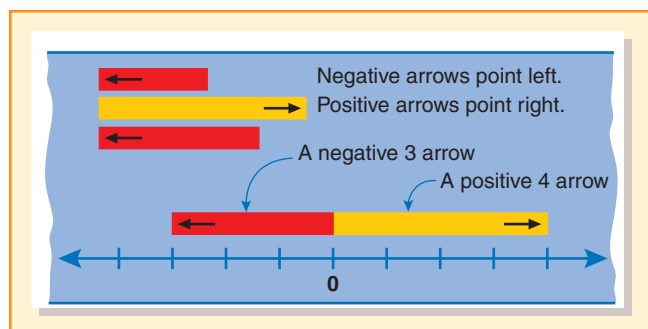 Negative arrows point left.
Positive arrows point right.
A negative 3 arrow
A positive 4 arrow
0